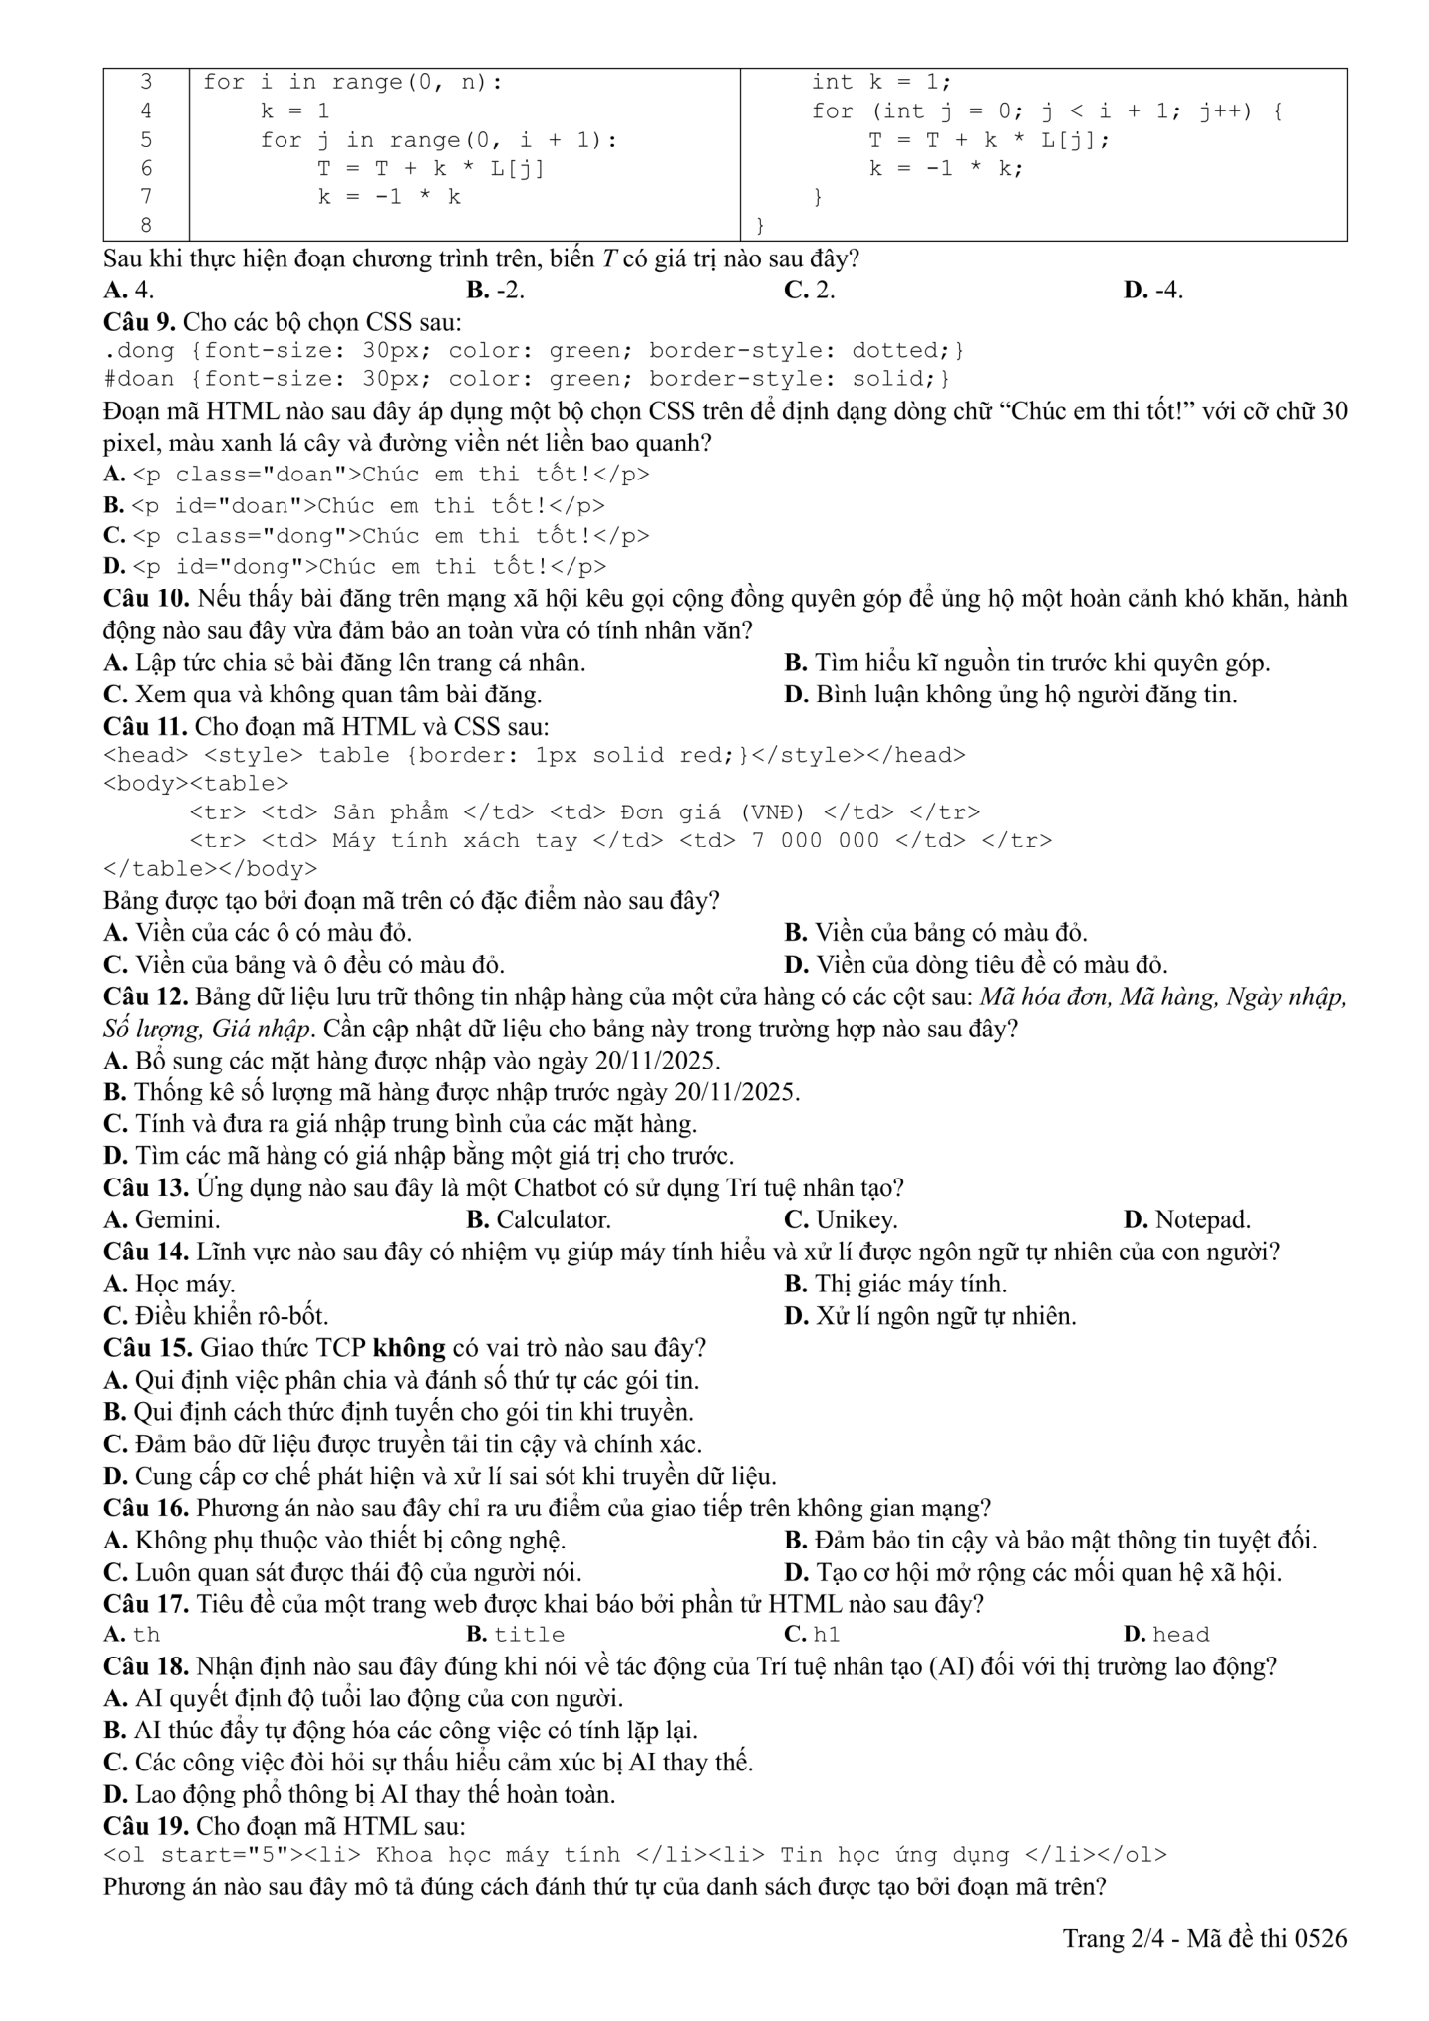 3 for i in range(0, n): int k = 1;
4 k = 1 for (int j = 0; j < i + 1; j++) {
5 for j in range(0, i + 1): T = T + k * L[j];
6 T = T + k * L[j] k = -1 * k;
7 k = -1 * k }
8 }
Sau khi thực hiện đoạn chương trình trên, biến T có giá trị nào sau đây?
A. 4. B. -2. C. 2. D. -4.
Câu 9. Cho các bộ chọn CSS sau:
.dong {font-size: 30px; color: green; border-style: dotted;}
#doan {font-size: 30px; color: green; border-style: solid;}
Đoạn mã HTML nào sau đây áp dụng một bộ chọn CSS trên để định dạng dòng chữ “Chúc em thi tốt!” với cỡ chữ 30
pixel, màu xanh lá cây và đường viền nét liền bao quanh?
A. <p class="doan">Chúc em thi tốt!</p>
B. <p id="doan">Chúc em thi tốt!</p>
C. <p class="dong">Chúc em thi tốt!</p>
D. <p id="dong">Chúc em thi tốt!</p>
Câu 10. Nếu thấy bài đăng trên mạng xã hội kêu gọi cộng đồng quyên góp để ủng hộ một hoàn cảnh khó khăn, hành
động nào sau đây vừa đảm bảo an toàn vừa có tính nhân văn?
A. Lập tức chia sẻ bài đăng lên trang cá nhân. B. Tìm hiểu kĩ nguồn tin trước khi quyên góp.
C. Xem qua và không quan tâm bài đăng. D. Bình luận không ủng hộ người đăng tin.
Câu 11. Cho đoạn mã HTML và CSS sau:
<head> <style> table {border: 1px solid red;}</style></head>
<body><table>
<tr> <td> Sản phẩm </td> <td> Đơn giá (VNĐ) </td> </tr>
<tr> <td> Máy tính xách tay </td> <td> 7 000 000 </td> </tr>
</table></body>
Bảng được tạo bởi đoạn mã trên có đặc điểm nào sau đây?
A. Viền của các ô có màu đỏ. B. Viền của bảng có màu đỏ.
C. Viền của bảng và ô đều có màu đỏ. D. Viền của dòng tiêu đề có màu đỏ.
Câu 12. Bảng dữ liệu lưu trữ thông tin nhập hàng của một cửa hàng có các cột sau: Mã hóa đơn, Mã hàng, Ngày nhập,
Số lượng, Giá nhập. Cần cập nhật dữ liệu cho bảng này trong trường hợp nào sau đây?
A. Bổ sung các mặt hàng được nhập vào ngày 20/11/2025.
B. Thống kê số lượng mã hàng được nhập trước ngày 20/11/2025.
C. Tính và đưa ra giá nhập trung bình của các mặt hàng.
D. Tìm các mã hàng có giá nhập bằng một giá trị cho trước.
Câu 13. Ứng dụng nào sau đây là một Chatbot có sử dụng Trí tuệ nhân tạo?
A. Gemini. B. Calculator. C. Unikey. D. Notepad.
Câu 14. Lĩnh vực nào sau đây có nhiệm vụ giúp máy tính hiểu và xử lí được ngôn ngữ tự nhiên của con người?
A. Học máy. B. Thị giác máy tính.
C. Điều khiển rô-bốt. D. Xử lí ngôn ngữ tự nhiên.
Câu 15. Giao thức TCP không có vai trò nào sau đây?
A. Qui định việc phân chia và đánh số thứ tự các gói tin.
B. Qui định cách thức định tuyến cho gói tin khi truyền.
C. Đảm bảo dữ liệu được truyền tải tin cậy và chính xác.
D. Cung cấp cơ chế phát hiện và xử lí sai sót khi truyền dữ liệu.
Câu 16. Phương án nào sau đây chỉ ra ưu điểm của giao tiếp trên không gian mạng?
A. Không phụ thuộc vào thiết bị công nghệ. B. Đảm bảo tin cậy và bảo mật thông tin tuyệt đối.
C. Luôn quan sát được thái độ của người nói. D. Tạo cơ hội mở rộng các mối quan hệ xã hội.
Câu 17. Tiêu đề của một trang web được khai báo bởi phần tử HTML nào sau đây?
A. th B. title C. h1 D. head
Câu 18. Nhận định nào sau đây đúng khi nói về tác động của Trí tuệ nhân tạo (AI) đối với thị trường lao động?
A. AI quyết định độ tuổi lao động của con người.
B. AI thúc đẩy tự động hóa các công việc có tính lặp lại.
C. Các công việc đòi hỏi sự thấu hiểu cảm xúc bị AI thay thế.
D. Lao động phổ thông bị AI thay thế hoàn toàn.
Câu 19. Cho đoạn mã HTML sau:
<ol start="5"><li> Khoa học máy tính </li><li> Tin học ứng dụng </li></ol>
Phương án nào sau đây mô tả đúng cách đánh thứ tự của danh sách được tạo bởi đoạn mã trên?
Trang 2/4 - Mã đề thi 0526